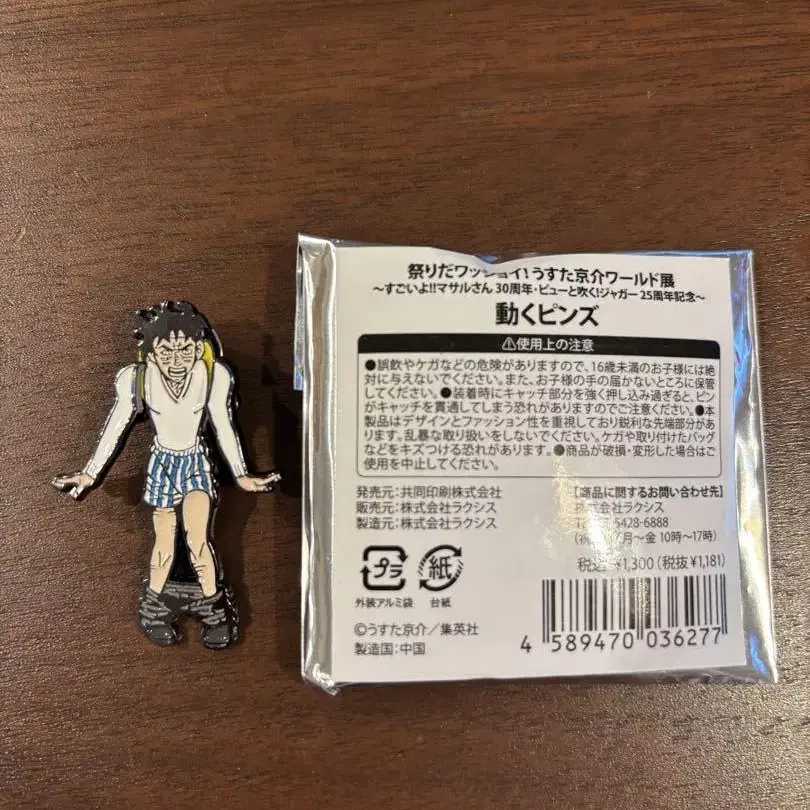 祭りだワッショイ!うすた京介ワールド展
～すごいよ!!マサルさん 30周年・ピューと吹く!ジャガー 25周年記念～
動くピンズ
⚠使用上の注意
●誤飲やケガなどの危険がありますので、16歳未満のお子様には絶
対に与えないでください。また、お子様の手の届かないところに保管
してください。●装着時にキャッチ部分を強く押し込み過ぎると、ピン
がキャッチを貫通してしまう恐れがありますのでご注意ください。●本
製品はデザインとファッション性を重視しており鋭利な先端部分があ
ります。乱暴な取り扱いをしないでください。ケガや取り付けたバッグ
などをキズつける恐れがあります。●商品が破損・変形した場合はご
使用を中止してください。
発売元:共同印刷株式会社
販売元:株式会社ラクシス
製造元:株式会社ラクシス
【商品に関するお問い合わせ先】
株式会社ラクシス
5428-6888
月～金 10時～17時)
税込 ¥1,300(税抜 ¥1,181)
プラ
紙
外装アルミ袋 台紙
©うすた京介/集英社
製造国:中国
4 589470 036277